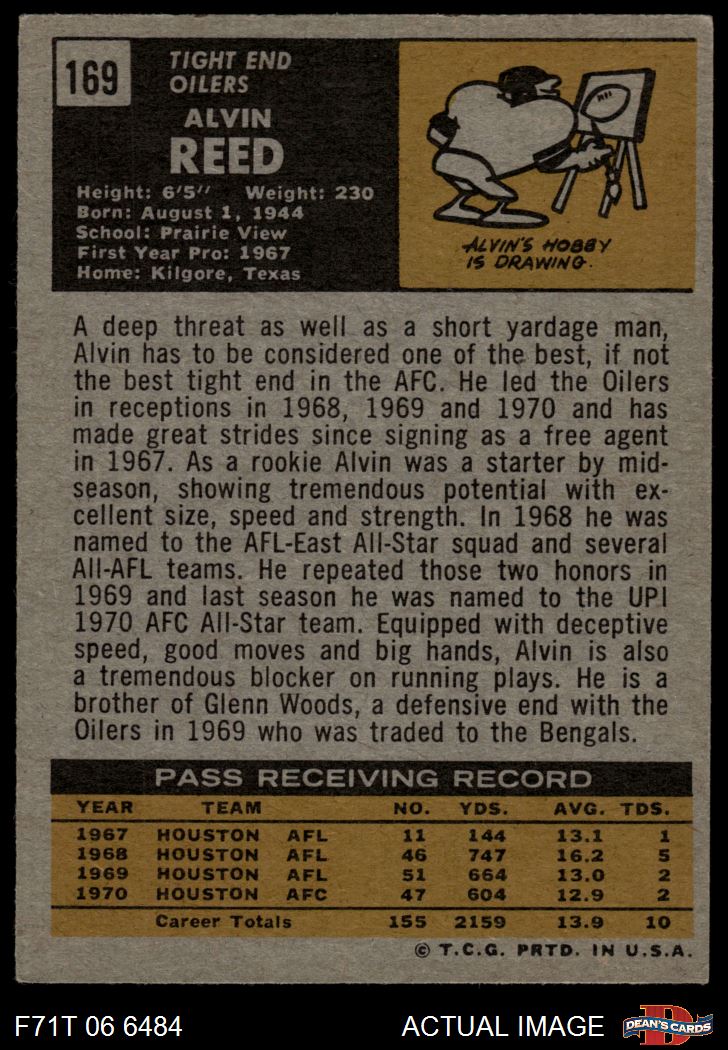 169
TIGHT END
OILERS
ALVIN
REED
Height: 6'5" Weight: 230
Born: August 1, 1944
School: Prairie View
First Year Pro: 1967
Home: Kilgore, Texas
ALVIN'S HOBBY
IS DRAWING.
A deep threat as well as a short yardage man,
Alvin has to be considered one of the best, if not
the best tight end in the AFC. He led the Oilers
in receptions in 1968, 1969 and 1970 and has
made great strides since signing as a free agent
in 1967. As a rookie Alvin was a starter by mid-
season, showing tremendous potential with ex-
cellent size, speed and strength. In 1968 he was
named to the AFL-East All-Star squad and several
All-AFL teams. He repeated those two honors in
1969 and last season he was named to the UPI
1970 AFC All-Star team. Equipped with deceptive
speed, good moves and big hands, Alvin is also
a tremendous blocker on running plays. He is a
brother of Glenn Woods, a defensive end with the
Oilers in 1969 who was traded to the Bengals.
PASS RECEIVING RECORD
YEAR TEAM NO. YDS. AVG. TDS.
1967 HOUSTON AFL 11 144 13.1 1
1968 HOUSTON AFL 46 747 16.2 5
1969 HOUSTON AFL 51 664 13.0 2
1970 HOUSTON AFC 47 604 12.9 2
Career Totals 155 2159 13.9 10
© T.C.G. PRTD. IN U.S.A.
F71T 06 6484 ACTUAL IMAGE
D
DEAN'S CARDS